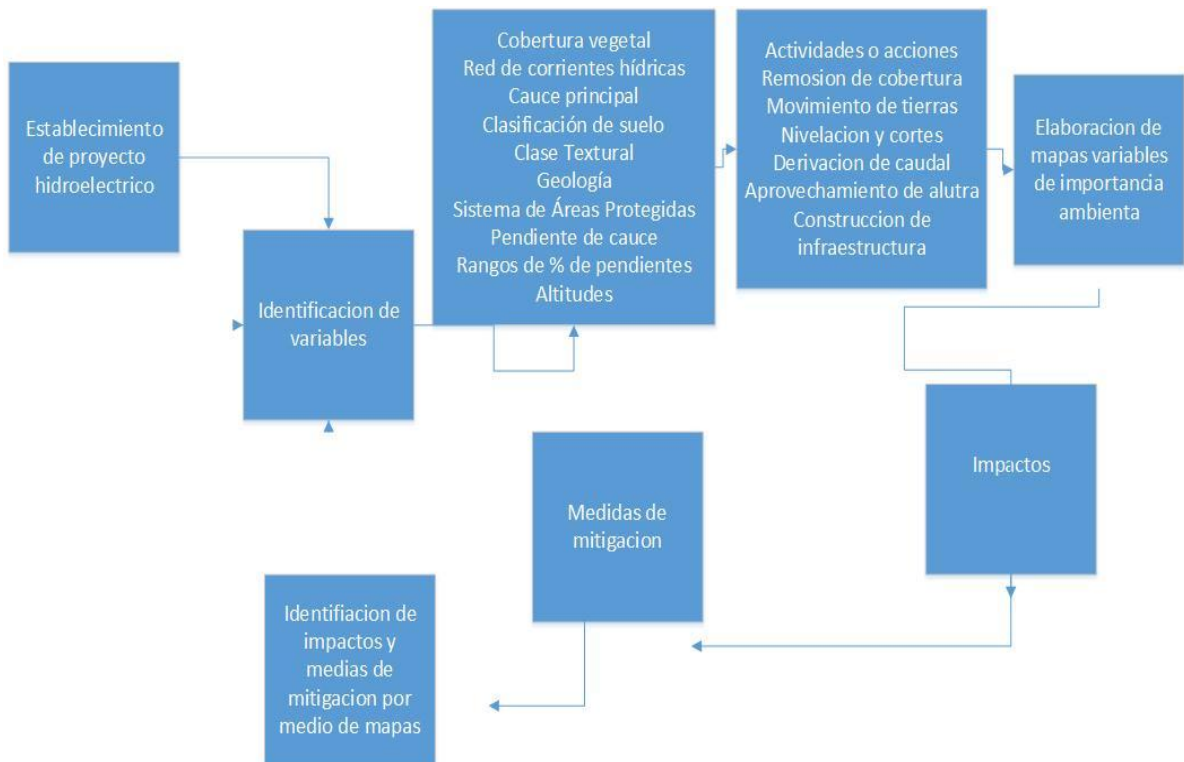 Establecimiento
de proyecto
hidroelectrico
Identificacion de
variables
Cobertura vegetal
Red de corrientes hídricas
Cauce principal
Clasificación de suelo
Clase Textural
Geología
Sistema de Áreas Protegidas
Pendiente de cauce
Rangos de % de pendientes
Altitudes
Actividades o acciones
Remosion de cobertura
Movimiento de tierras
Nivelacion y cortes
Derivacion de caudal
Aprovechamiento de alutra
Construccion de
infraestructura
Elaboracion de
mapas variables
de importancia
ambienta
Impactos
Medidas de
mitigacion
Identifiacion de
impactos y
medias de
mitigacion por
medio de mapas